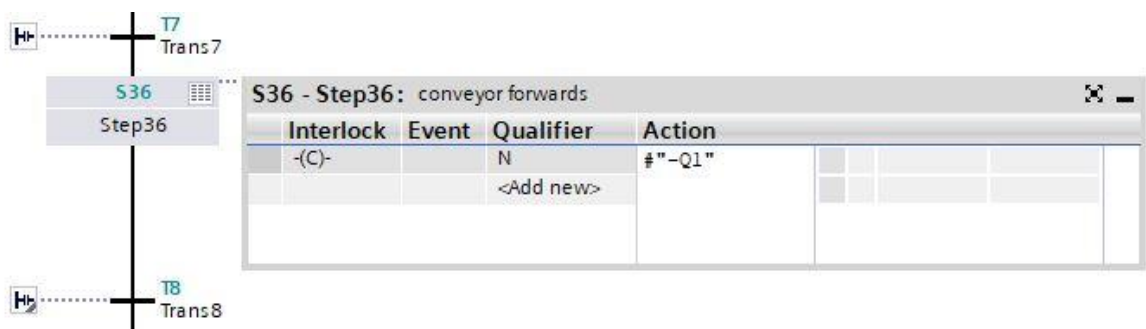 T7
Trans7
S36
Step36
S36 - Step36: conveyor forwards
Interlock Event Qualifier Action
-(C)- N #"-Q1"
<Add new>
T8
Trans8